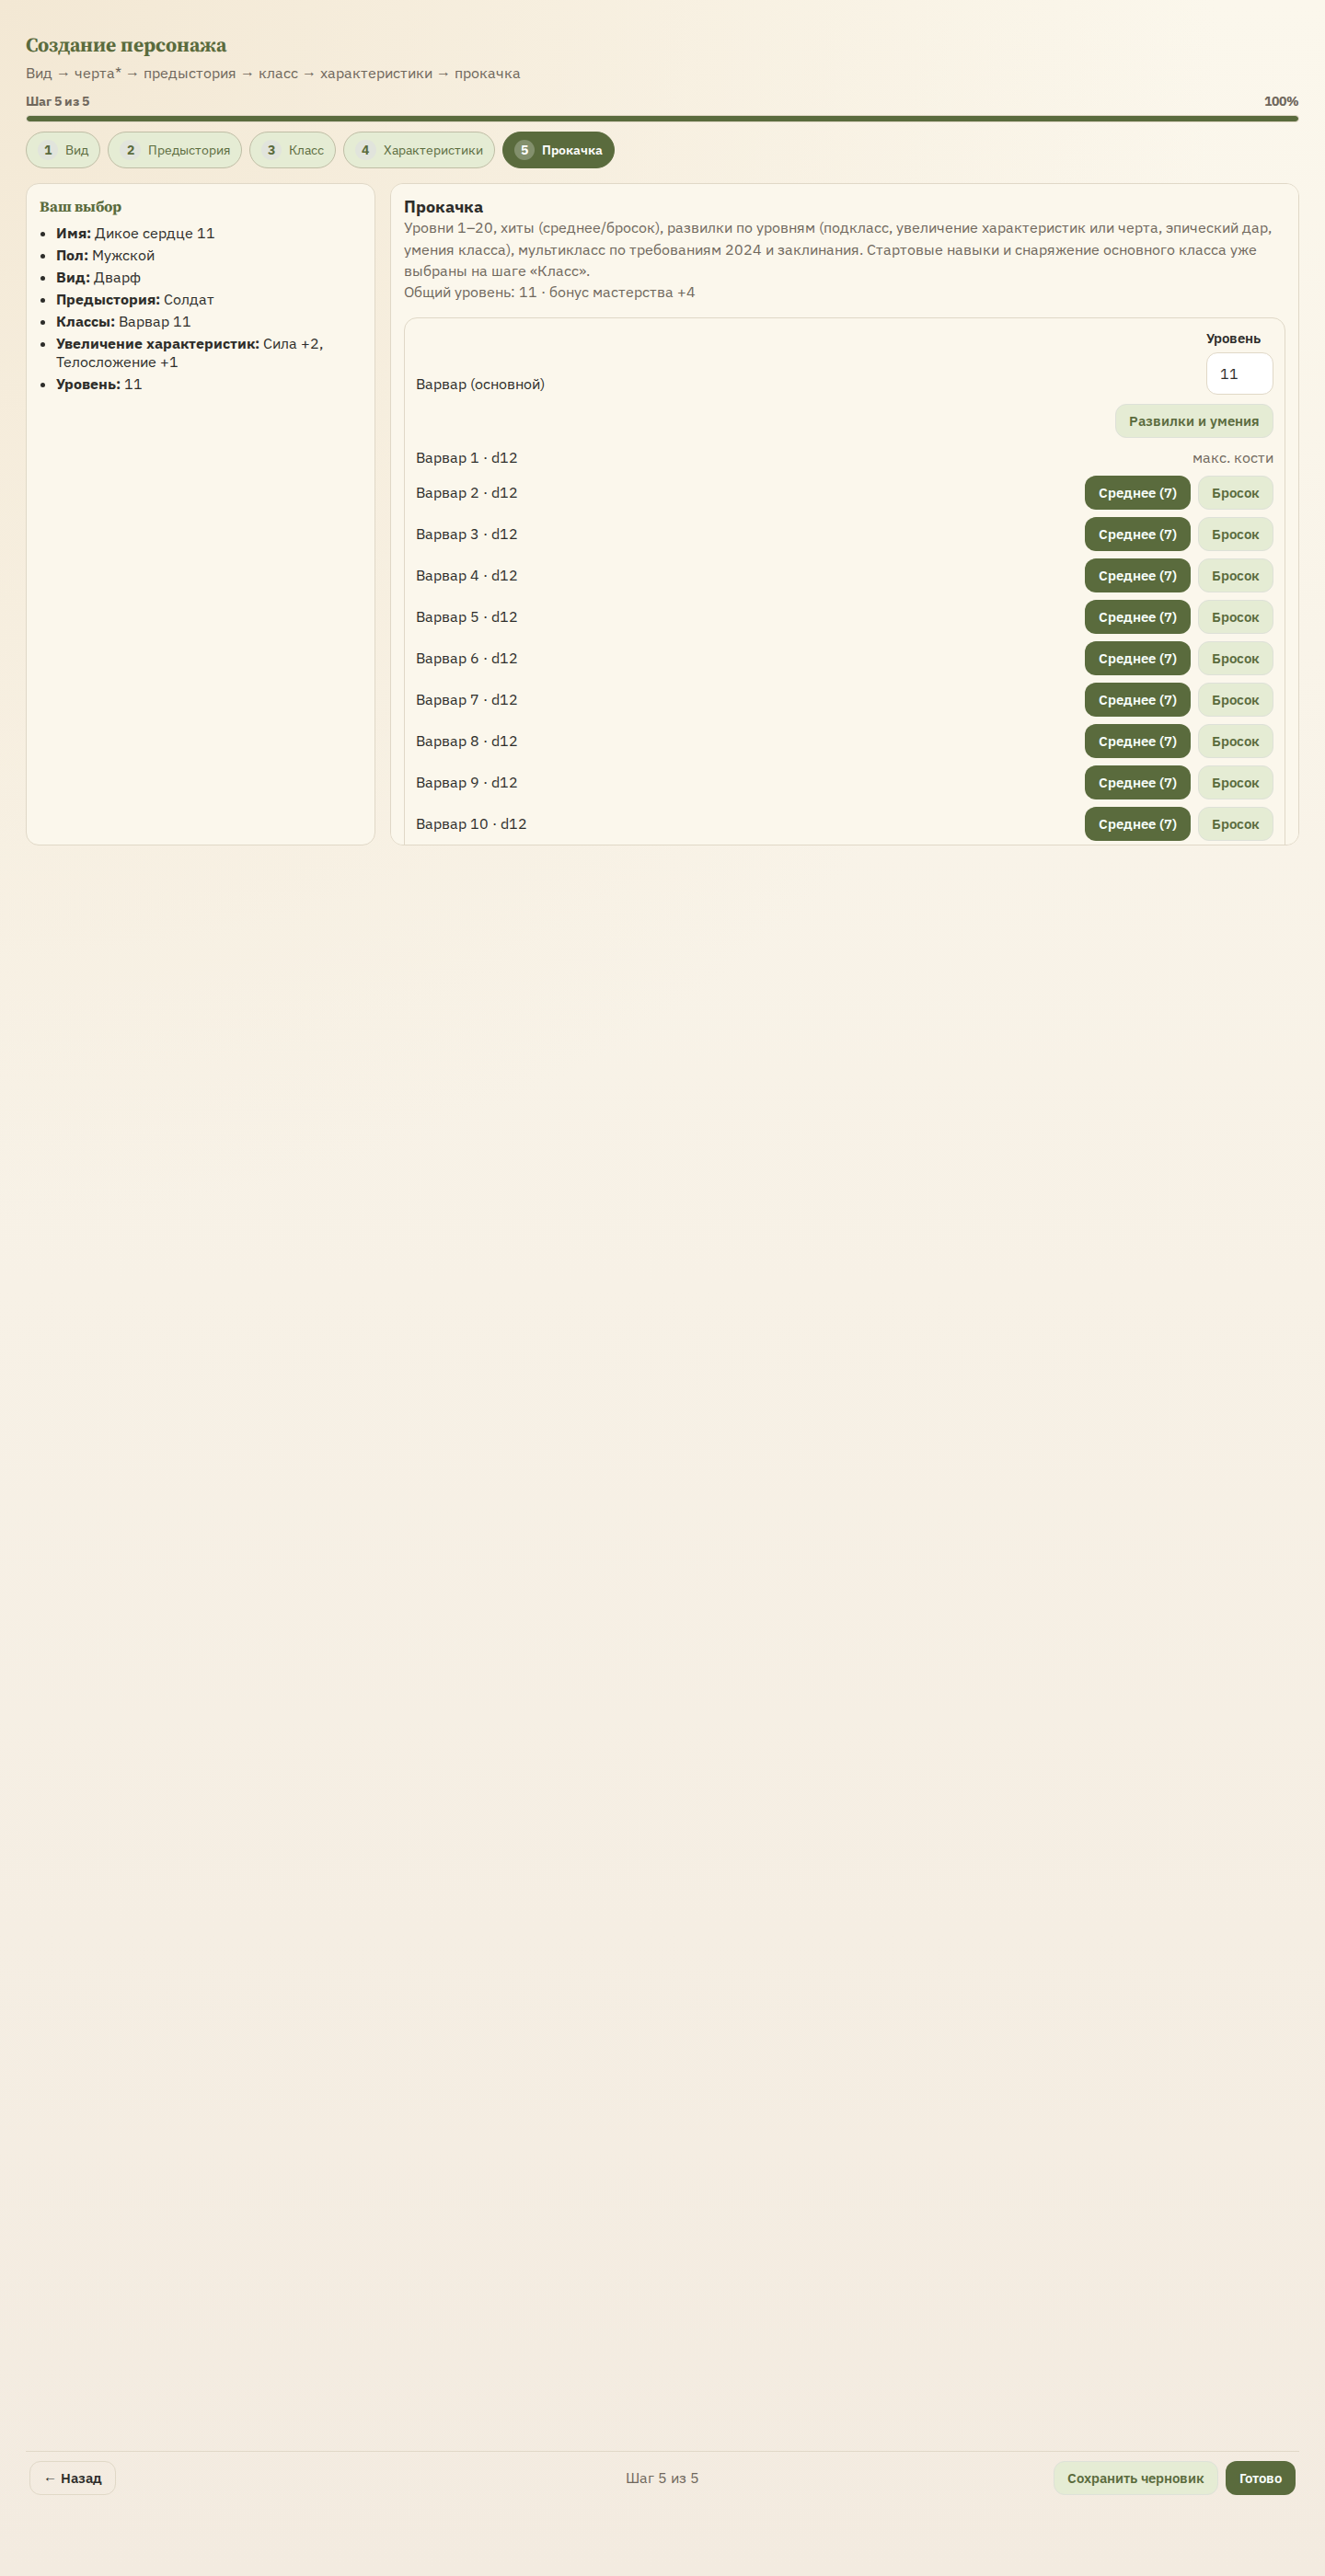 Создание персонажа
Вид → черта* → предыстория → класс → характеристики → прокачка
Шаг 5 из 5
100%
1 Вид
2 Предыстория
3 Класс
4 Характеристики
5 Прокачка
Ваш выбор
• Имя: Дикое сердце 11
• Пол: Мужской
• Вид: Дварф
• Предыстория: Солдат
• Классы: Варвар 11
• Увеличение характеристик: Сила +2,
Телосложение +1
• Уровень: 11
Прокачка
Уровни 1–20, хиты (среднее/бросок), развилки по уровням (подкласс, увеличение характеристик или черта, эпический дар,
умения класса), мультикласс по требованиям 2024 и заклинания. Стартовые навыки и снаряжение основного класса уже
выбраны на шаге «Класс».
Общий уровень: 11 · бонус мастерства +4
Уровень
Варвар (основной)
11
Развилки и умения
Варвар 1 · d12 макс. кости
Варвар 2 · d12 Среднее (7) Бросок
Варвар 3 · d12 Среднее (7) Бросок
Варвар 4 · d12 Среднее (7) Бросок
Варвар 5 · d12 Среднее (7) Бросок
Варвар 6 · d12 Среднее (7) Бросок
Варвар 7 · d12 Среднее (7) Бросок
Варвар 8 · d12 Среднее (7) Бросок
Варвар 9 · d12 Среднее (7) Бросок
Варвар 10 · d12 Среднее (7) Бросок
← Назад
Шаг 5 из 5
Сохранить черновик
Готово